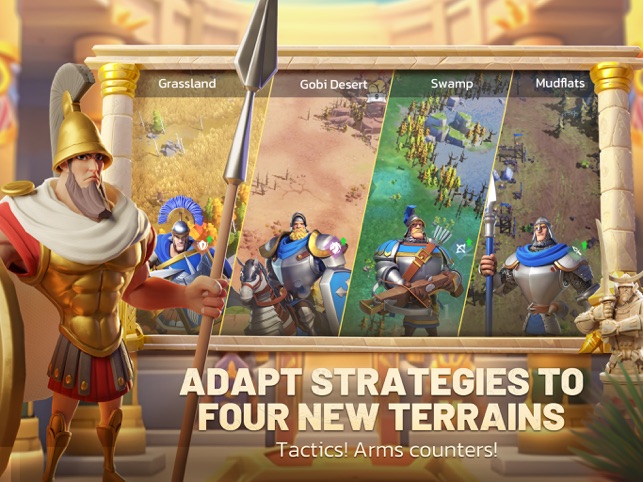 Grassland
Gobi Desert
Swamp
Mudflats
ADAPT STRATEGIES TO
FOUR NEW TERRAINS
Tactics! Arms counters!